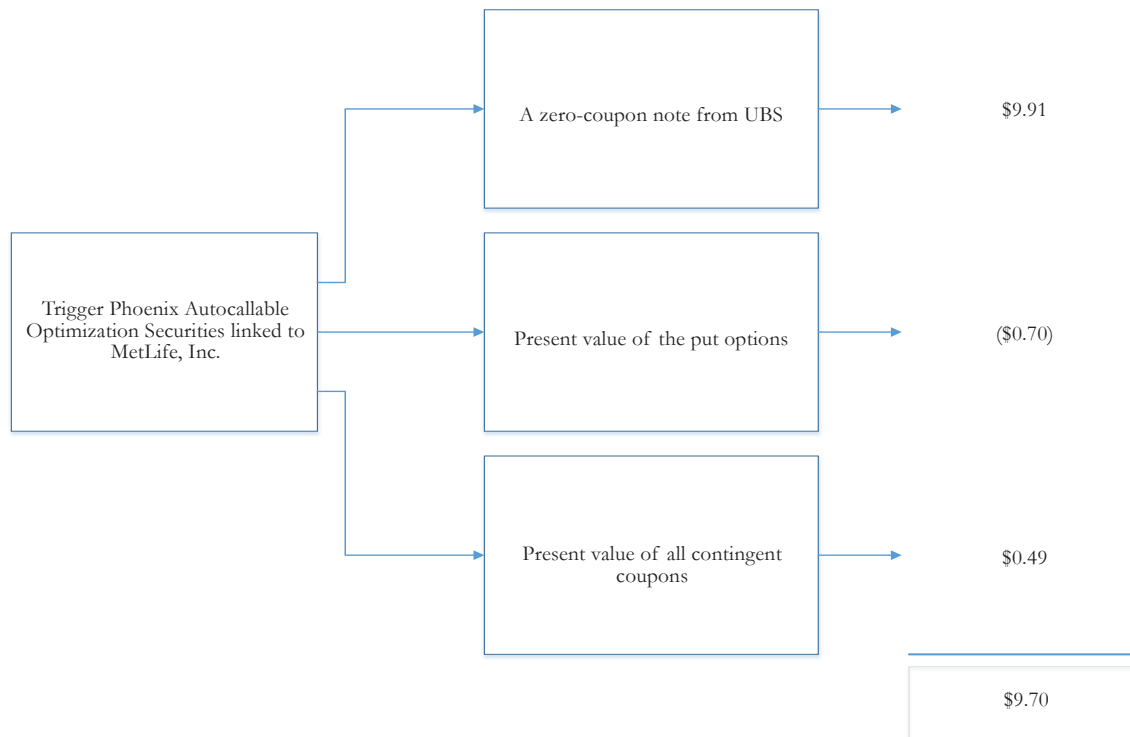 A zero-coupon note from UBS
$9.91
Trigger Phoenix Autocallable
Optimization Securities linked to
MetLife, Inc.
Present value of the put options
($0.70)
Present value of all contingent
coupons
$0.49
$9.70